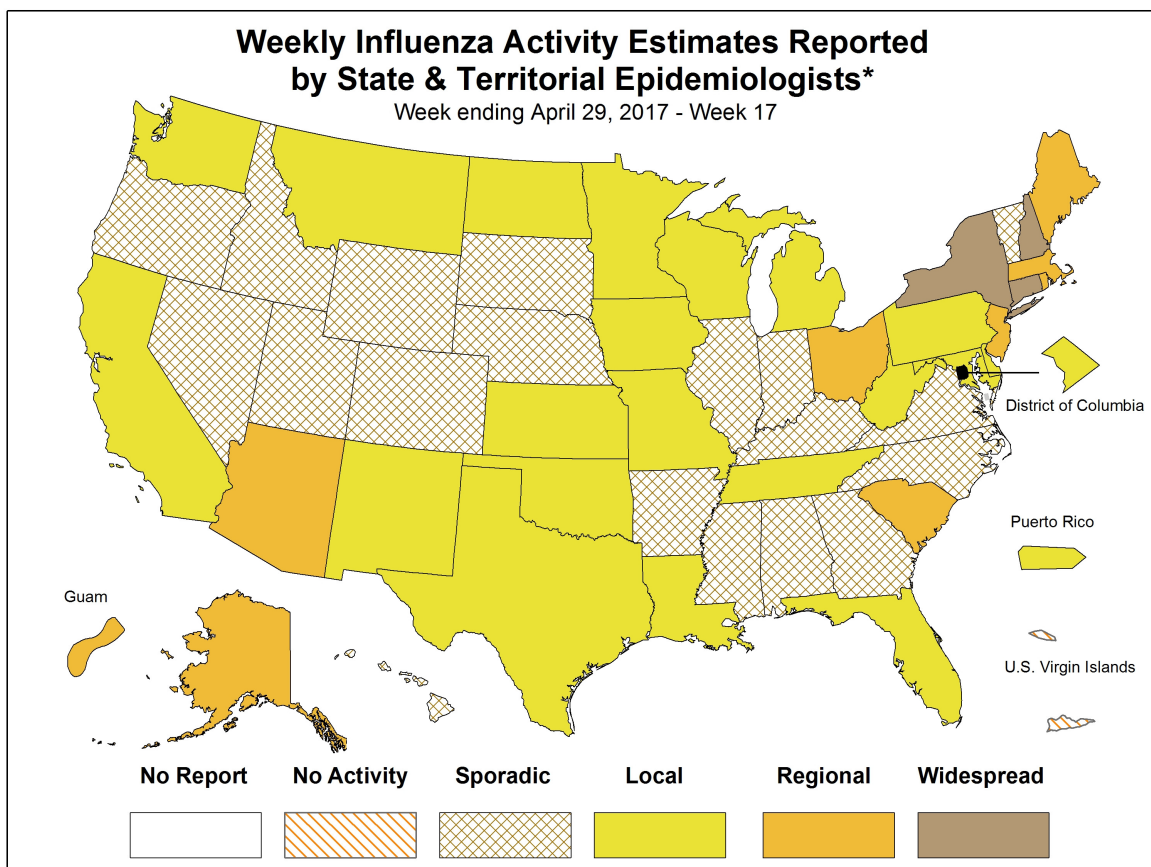 Weekly Influenza Activity Estimates Reported
by State & Territorial Epidemiologists*
Week ending April 29, 2017 - Week 17
District of Columbia
Puerto Rico
Guam
U.S. Virgin Islands
No Report No Activity Sporadic Local Regional Widespread